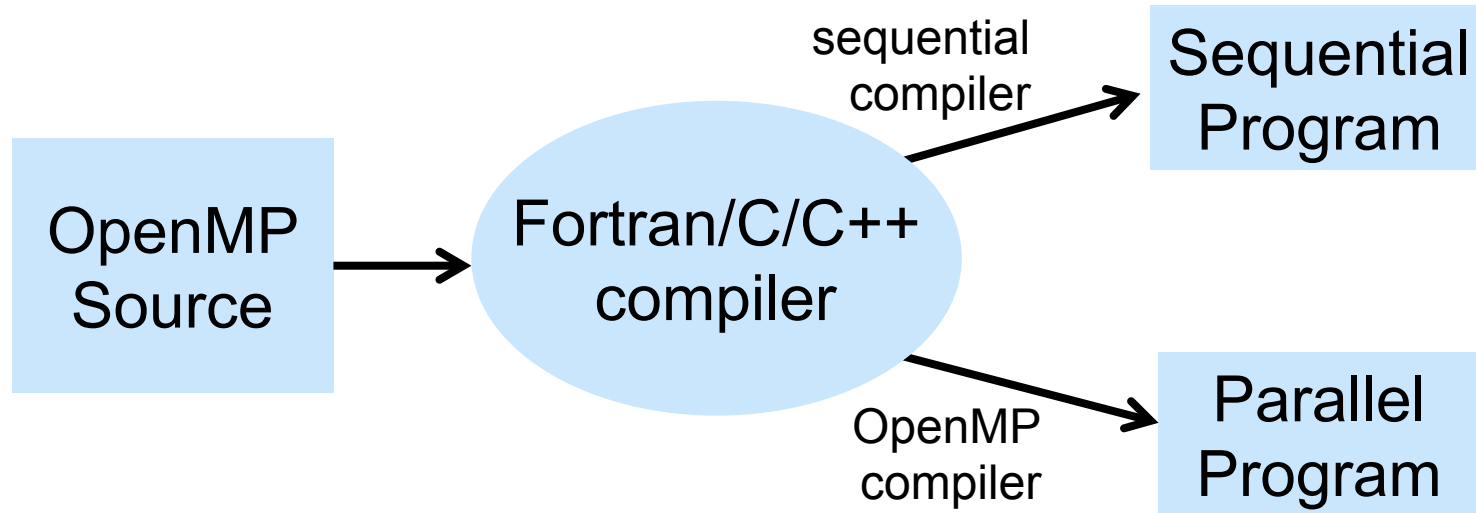 OpenMP
Source
Fortran/C/C++
compiler
sequential
compiler
Sequential
Program
OpenMP
compiler
Parallel
Program